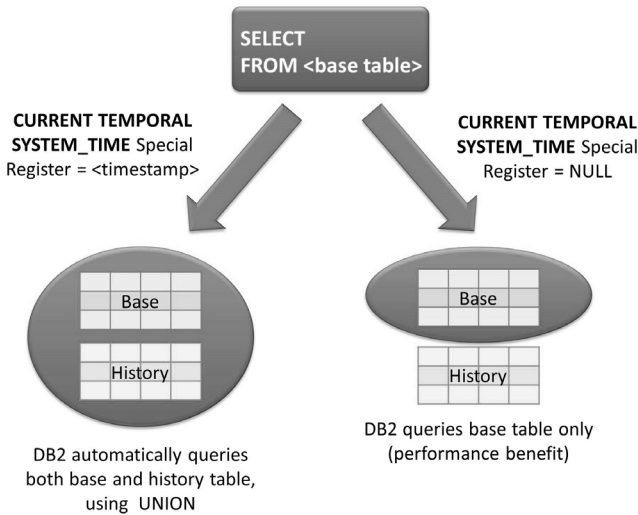 SELECT
FROM <base table>
CURRENT TEMPORAL
SYSTEM_TIME Special
Register = <timestamp>
CURRENT TEMPORAL
SYSTEM_TIME Special
Register = NULL
Base
History
Base
History
DB2 automatically queries
both base and history table,
using UNION
DB2 queries base table only
(performance benefit)